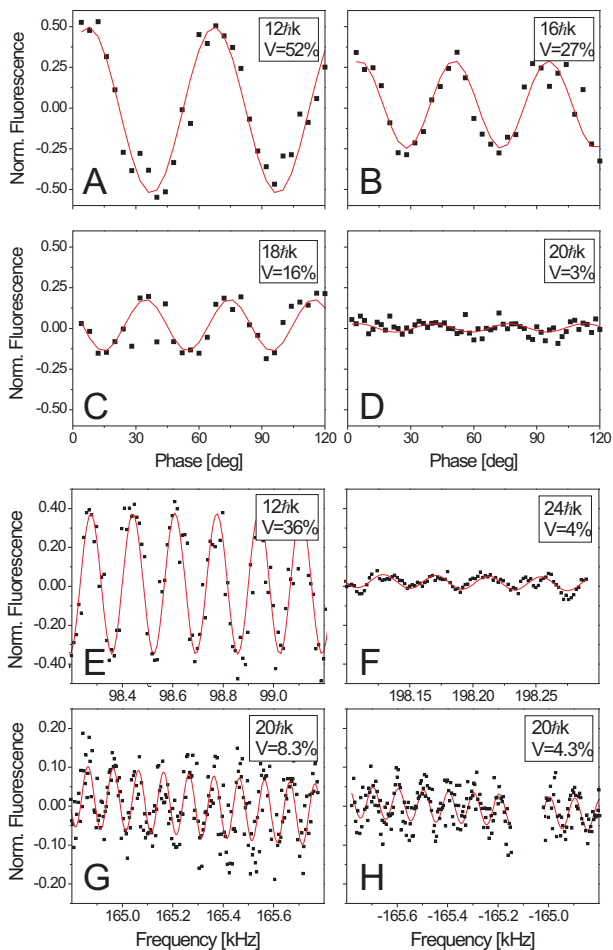 12ℏk
V=52%
16ℏk
V=27%
Norm. Fluorescence
0.50
0.25
0.00
-0.25
-0.50
A
B
18ℏk
V=16%
20ℏk
V=3%
Norm. Fluorescence
0.50
0.25
0.00
-0.25
-0.50
C
D
0 30 60 90 120
0 30 60 90 120
Phase [deg]
Phase [deg]
12ℏk
V=36%
24ℏk
V=4%
Norm. Fluorescence
0.40
0.20
0.00
-0.20
-0.40
E
F
98.4 98.6 98.8 99.0
198.15 198.20 198.25
20ℏk
V=8.3%
20ℏk
V=4.3%
Norm. Fluorescence
0.20
0.10
0.00
0.10
0.20
G
H
165.0 165.2 165.4 165.6
-165.6 -165.4 -165.2 -165.0
Frequency [kHz]
Frequency [kHz]